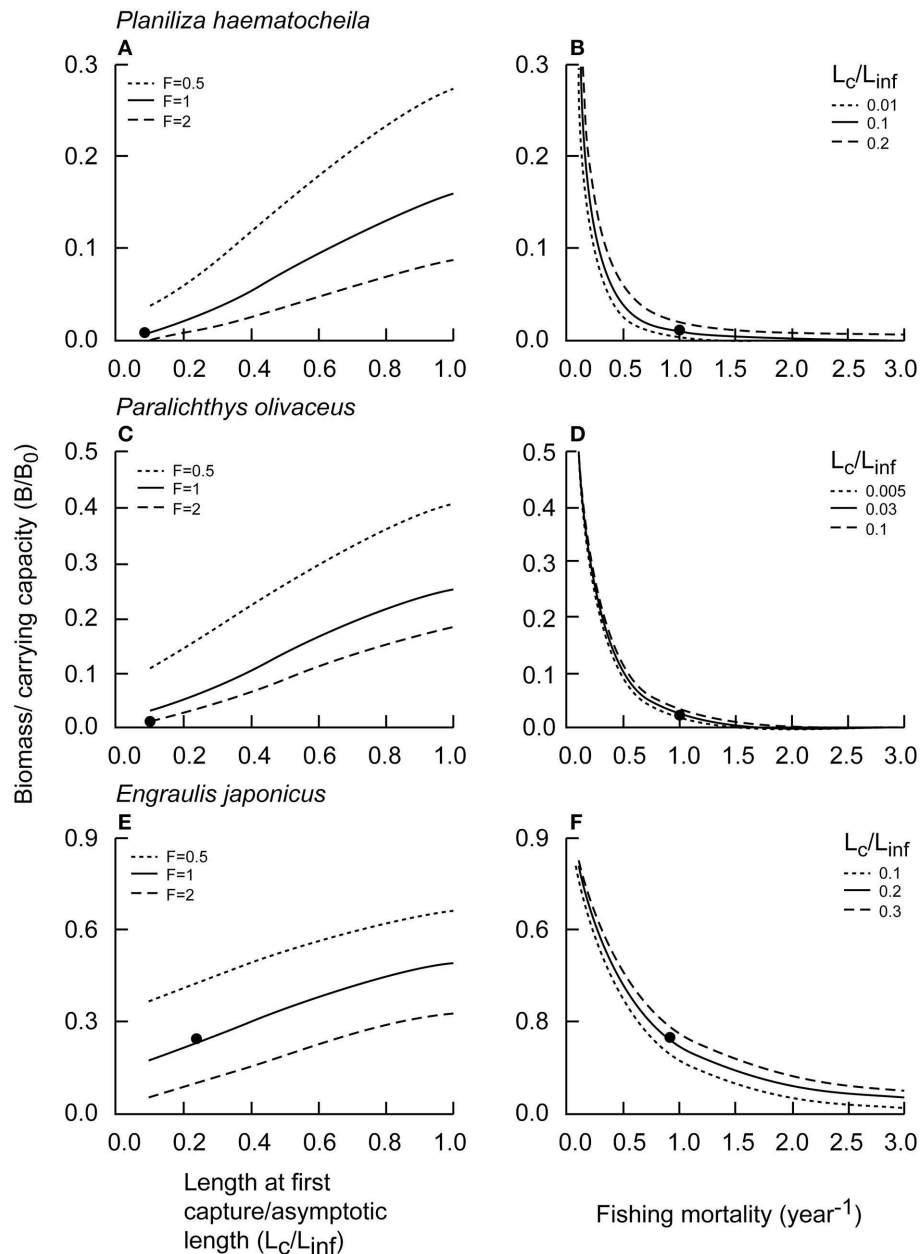 Planiliza haematocheila
A
F=0.5
F=1
F=2
0.3
0.2
0.1
0.0
0.0 0.2 0.4 0.6 0.8 1.0
B
Lc/Linf
0.01
0.1
0.2
0.3
0.2
0.1
0.0
0.0 0.5 1.0 1.5 2.0 2.5 3.0
Paralichthys olivaceus
C
F=0.5
F=1
F=2
0.5
0.4
0.3
0.2
0.1
0.0
0.0 0.2 0.4 0.6 0.8 1.0
D
Lc/Linf
0.005
0.03
0.1
0.5
0.4
0.3
0.2
0.1
0.0
0.0 0.5 1.0 1.5 2.0 2.5 3.0
Biomass/ carrying capacity (B/B0)
Engraulis japonicus
E
F=0.5
F=1
F=2
0.9
0.6
0.3
0.0
0.0 0.2 0.4 0.6 0.8 1.0
F
Lc/Linf
0.1
0.2
0.3
0.9
0.6
0.8
0.0
0.0 0.5 1.0 1.5 2.0 2.5 3.0
Length at first
capture/asymptotic
length (Lc/Linf)
Fishing mortality (year-1)